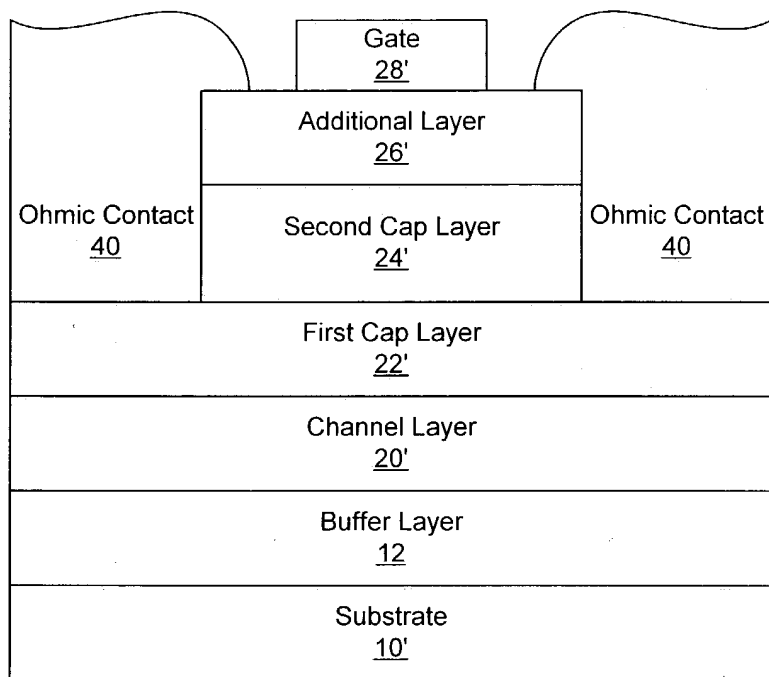 Gate
28'
Additional Layer
26'
Ohmic Contact
40
Second Cap Layer
24'
Ohmic Contact
40
First Cap Layer
22'
Channel Layer
20'
Buffer Layer
12
Substrate
10'